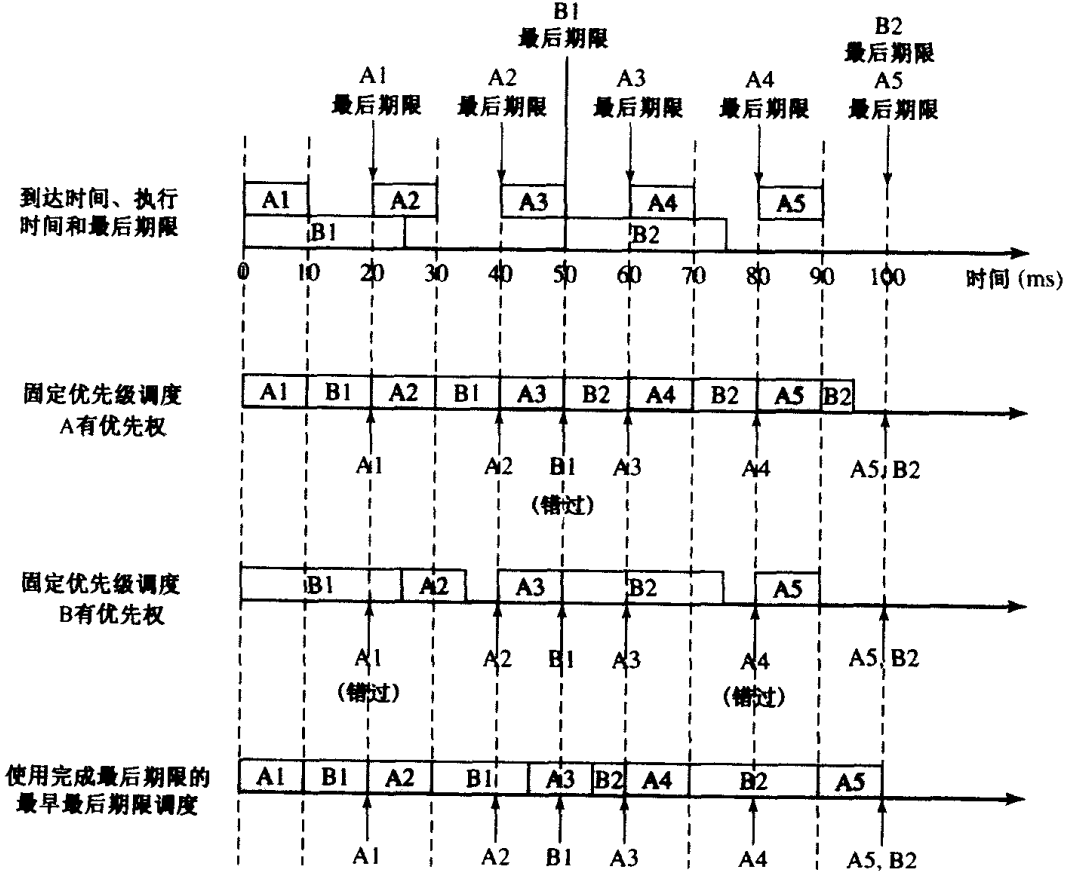 B1
最后期限
B2
最后期限
A1
最后期限
A2
最后期限
A3
最后期限
A4
最后期限
A5
最后期限
到达时间、执行
时间和最后期限
A1 A2 A3 A4 A5
B1 B2
0 10 20 30 40 50 60 70 80 90 100 时间 (ms)
固定优先级调度
A有优先权
A1 B1 A2 B1 A3 B2 A4 B2 A5 B2
A1 A2 B1 A3 A4 A5, B2
(错过)
固定优先级调度
B有优先权
B1 A2 A3 B2 A5
A1 A2 B1 A3 A4 A5, B2
(错过) (错过)
使用完成最后期限的
最早最后期限调度
A1 B1 A2 B1 A3 B2 A4 B2 A5
A1 A2 B1 A3 A4 A5, B2